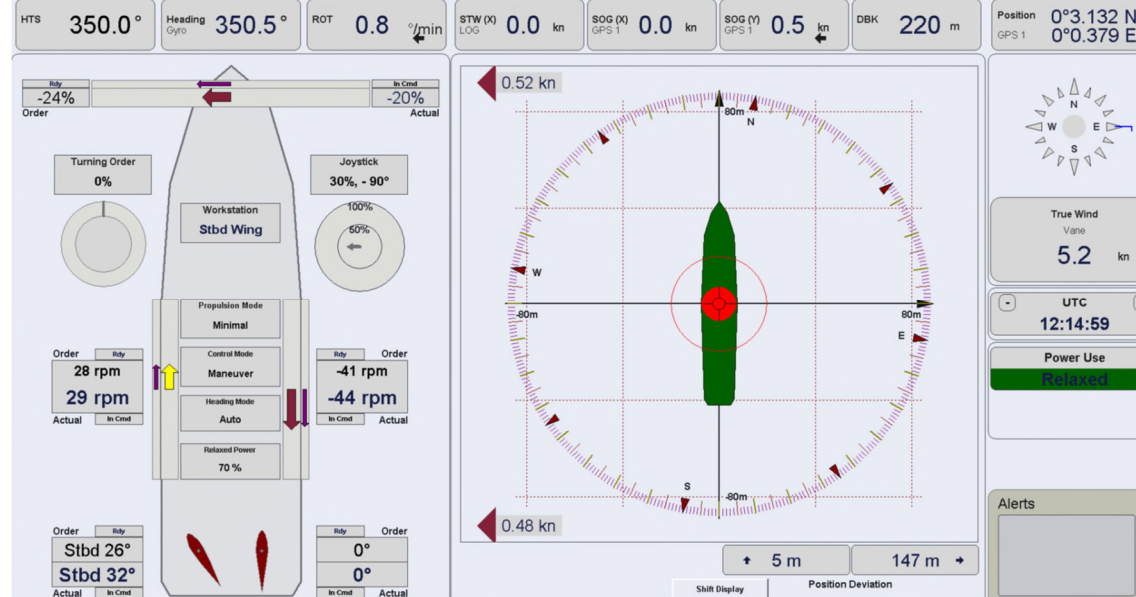 HTS 350.0 °
Heading Gyro 350.5 °
ROT 0.8 °/min
STW (X) LOG 0.0 kn
SOG (X) GPS 1 0.0 kn
SOG (Y) GPS 1 0.5 kn
DBK 220 m
Position GPS 1 0°3.132 N
0°0.379 E
Rdy
-24%
Order
In Cmd
-20%
Actual
Turning Order
0%
Joystick
30%, - 90°
100%
50%
Workstation
Stbd Wing
Propulsion Mode
Minimal
Control Mode
Maneuver
Heading Mode
Auto
Relaxed Power
70 %
Order Rdy
28 rpm
29 rpm
Actual In Cmd
Rdy Order
-41 rpm
-44 rpm
In Cmd Actual
Order Rdy
Stbd 26°
Stbd 32°
Actual In Cmd
Rdy Order
0°
0°
In Cmd Actual
0.52 kn
80m
N
W
-80m
80m
E
S
-80m
0.48 kn
5 m
147 m
Shift Display
Position Deviation
N
W E
S
True Wind
Vane
5.2 kn
- UTC
12:14:59
Power Use
Relaxed
Alerts